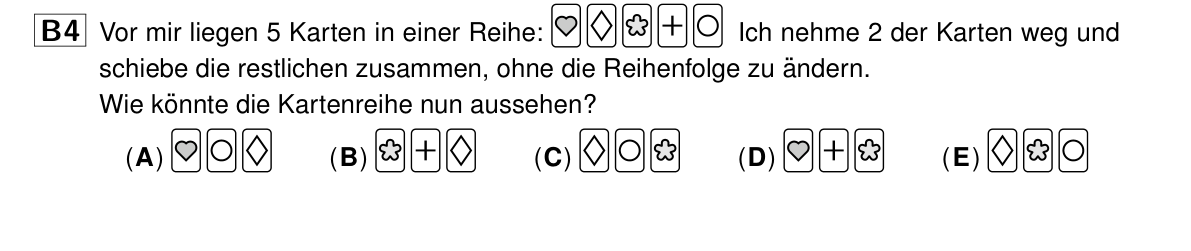 B4 Vor mir liegen 5 Karten in einer Reihe: Ich nehme 2 der Karten weg und
schiebe die restlichen zusammen, ohne die Reihenfolge zu ändern.
Wie könnte die Kartenreihe nun aussehen?
(A) (B) (C) (D) (E)